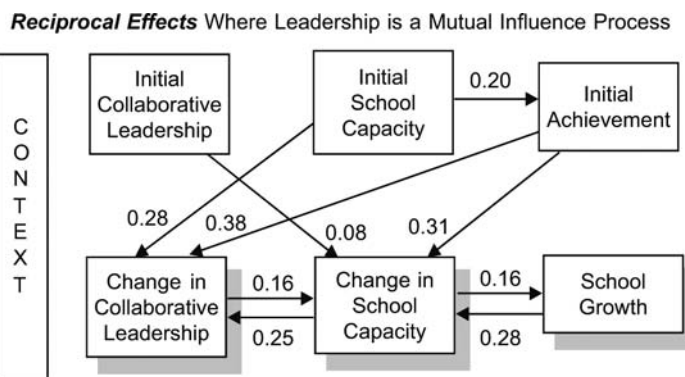 Reciprocal Effects Where Leadership is a Mutual Influence Process
C
O
N
T
E
X
T
Initial
Collaborative
Leadership
Initial
School
Capacity
0.20
Initial
Achievement
0.28
0.38
0.08
0.31
Change in
Collaborative
Leadership
0.16
0.25
Change in
School
Capacity
0.16
0.28
School
Growth